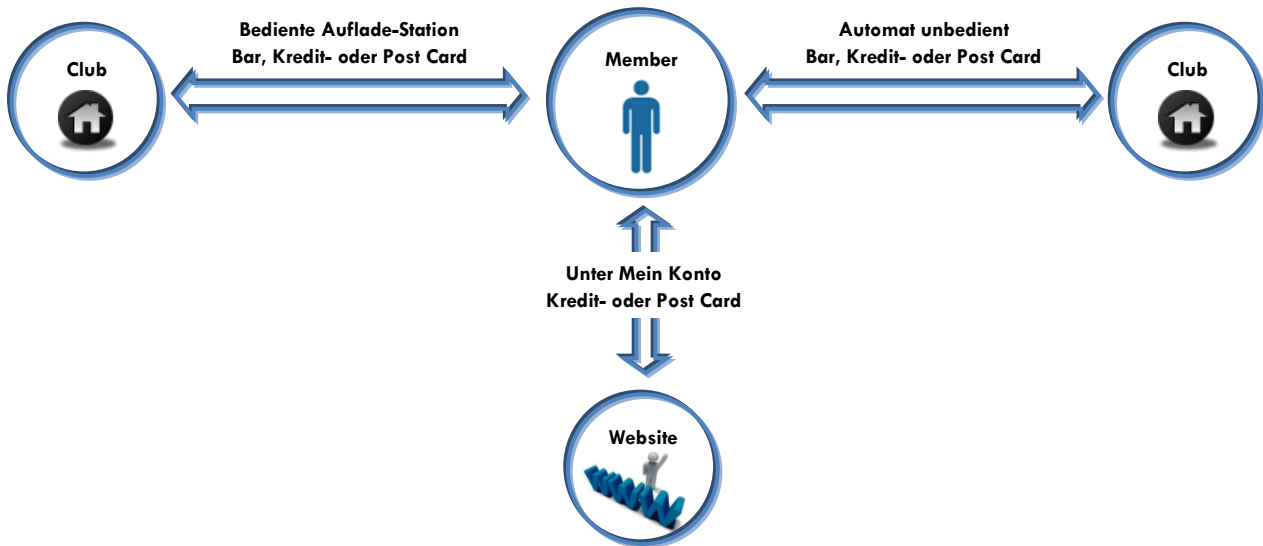 Bediente Auflade-Station
Bar, Kredit- oder Post Card
Automat unbedient
Bar, Kredit- oder Post Card
Club
Member
Club
Unter Mein Konto
Kredit- oder Post Card
Website
WWW